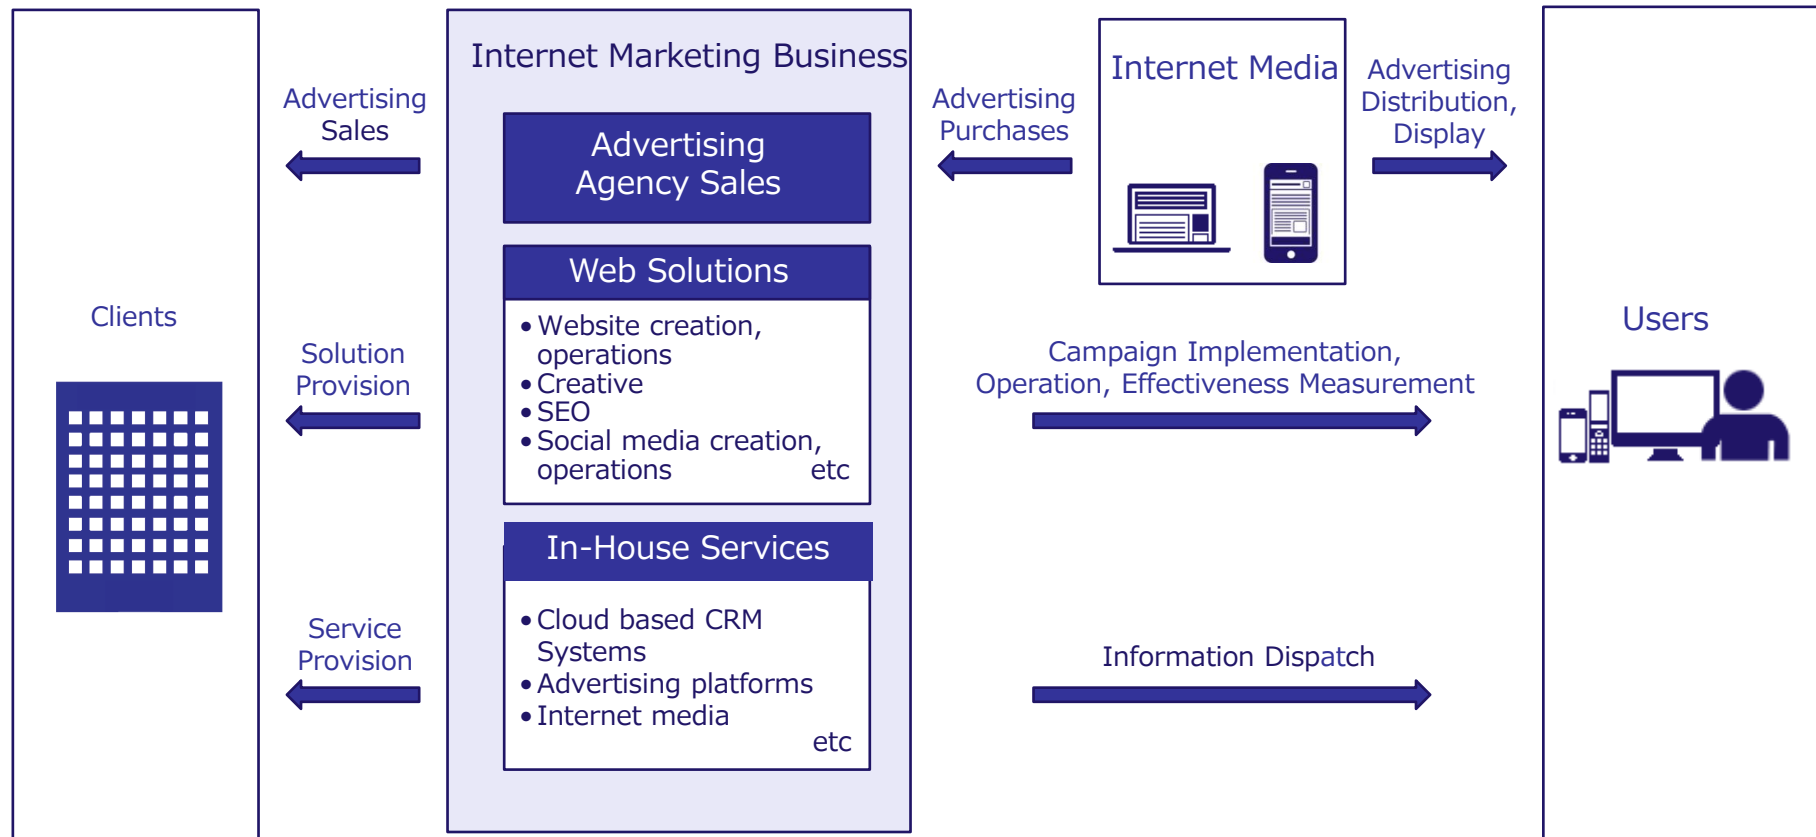 Clients
Advertising
Sales
Solution
Provision
Service
Provision
Internet Marketing Business
Advertising
Agency Sales
Web Solutions
• Website creation,
operations
• Creative
• SEO
• Social media creation,
operations etc
In-House Services
• Cloud based CRM
Systems
• Advertising platforms
• Internet media
etc
Advertising
Purchases
Internet Media
Advertising
Distribution,
Display
Campaign Implementation,
Operation, Effectiveness Measurement
Information Dispatch
Users